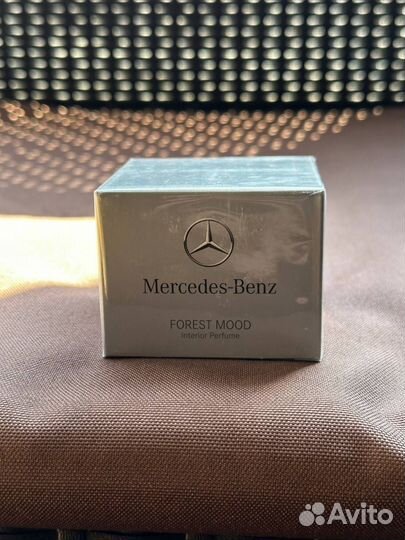 Mercedes-Benz
FOREST MOOD
Interior Perfume
Avito